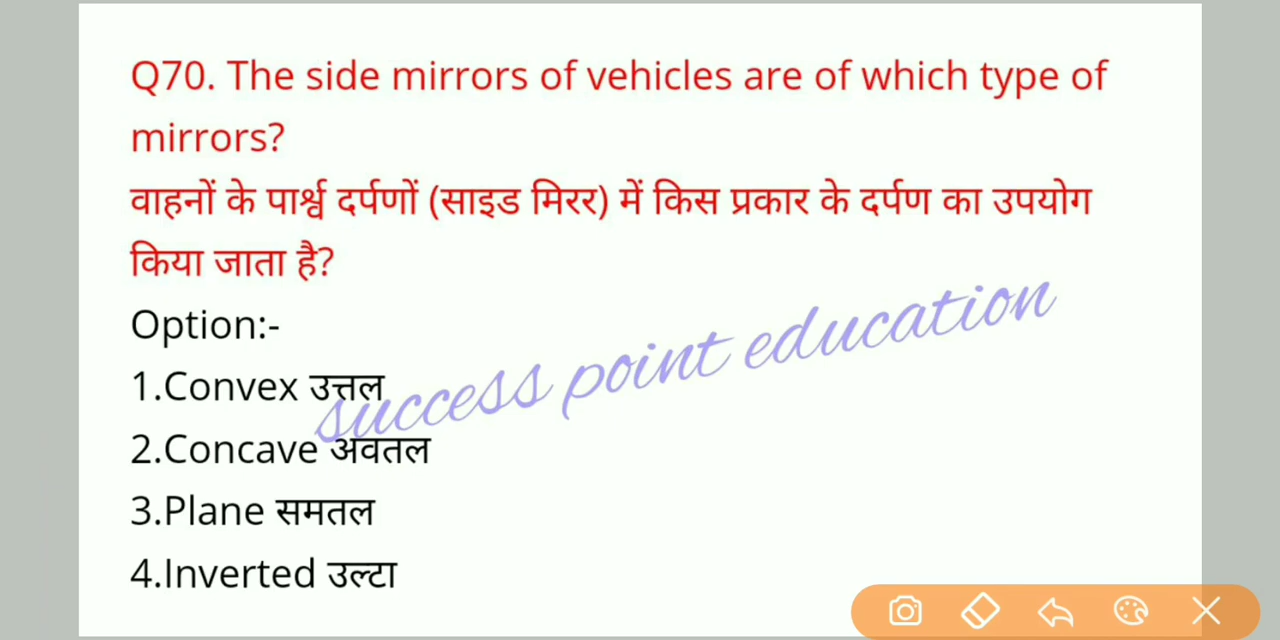 Q70. The side mirrors of vehicles are of which type of
mirrors?
वाहनों के पार्श्व दर्पणों (साइड मिरर) में किस प्रकार के दर्पण का उपयोग
किया जाता है?
Option:-
1.Convex उत्तल
success point education
2.Concave अवतल
3.Plane समतल
4.Inverted उल्टा